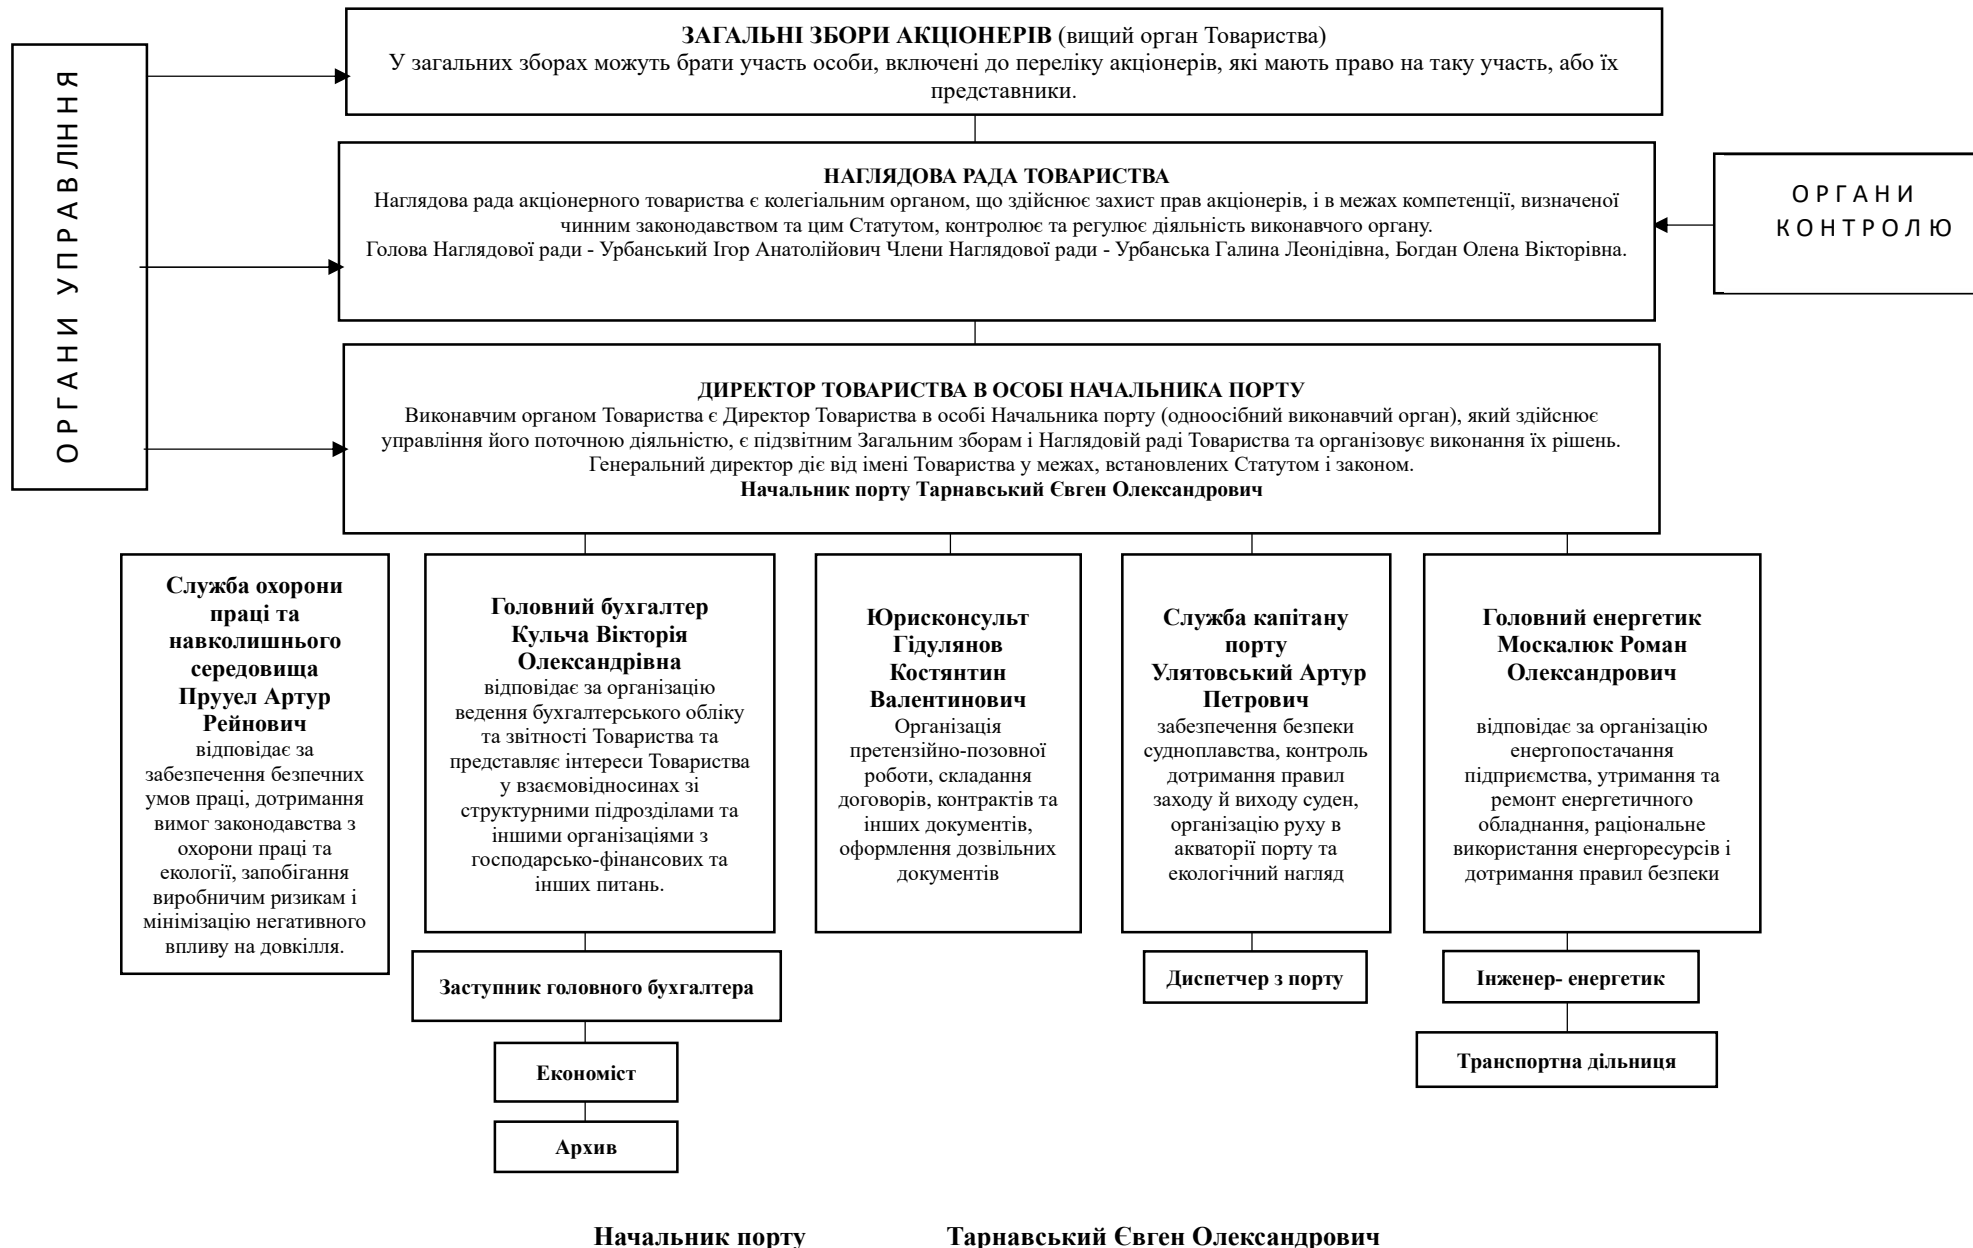 ОРГАНИ УПРАВЛІННЯ
ЗАГАЛЬНІ ЗБОРИ АКЦІОНЕРІВ (вищий орган Товариства)
У загальних зборах можуть брати участь особи, включені до переліку акціонерів, які мають право на таку участь, або їх
представники.
НАГЛЯДОВА РАДА ТОВАРИСТВА
Наглядова рада акціонерного товариства є колегіальним органом, що здійснює захист прав акціонерів, і в межах компетенції, визначеної
чинним законодавством та цим Статутом, контролює та регулює діяльність виконавчого органу.
Голова Наглядової ради - Урбанський Ігор Анатолійович Члени Наглядової ради - Урбанська Галина Леонідівна, Богдан Олена Вікторівна.
ОРГАНИ
КОНТРОЛЮ
ДИРЕКТОР ТОВАРИСТВА В ОСОБІ НАЧАЛЬНИКА ПОРТУ
Виконавчим органом Товариства є Директор Товариства в особі Начальника порту (одноосібний виконавчий орган), який здійснює
управління його поточною діяльністю, є підзвітним Загальним зборам і Наглядовій раді Товариства та організовує виконання їх рішень.
Генеральний директор діє від імені Товариства у межах, встановлених Статутом і законом.
Начальник порту Тарнавський Євген Олександрович
Служба охорони
праці та
навколишнього
середовища
Прууел Артур
Рейнович
відповідає за
забезпечення безпечних
умов праці, дотримання
вимог законодавства з
охорони праці та
екології, запобігання
виробничим ризикам і
мінімізацію негативного
впливу на довкілля.
Головний бухгалтер
Кульча Вікторія
Олександрівна
відповідає за організацію
ведення бухгалтерського обліку
та звітності Товариства та
представляє інтереси Товариства
у взаємовідносинах зі
структурними підрозділами та
іншими організаціями з
господарсько-фінансових та
інших питань.
Заступник головного бухгалтера
Економіст
Архив
Юрисконсульт
Гідулянов
Костянтин
Валентинович
Організація
претензійно-позовної
роботи, складання
договорів, контрактів та
інших документів,
оформлення дозвільних
документів
Служба капітану
порту
Улятовський Артур
Петрович
забезпечення безпеки
судноплавства, контроль
дотримання правил
заходу й виходу суден,
організацію руху в
акваторії порту та
екологічний нагляд
Диспетчер з порту
Головний енергетик
Москалюк Роман
Олександрович
відповідає за організацію
енергопостачання
підприємства, утримання та
ремонт енергетичного
обладнання, раціональне
використання енергоресурсів і
дотримання правил безпеки
Інженер- енергетик
Транспортна дільниця
Начальник порту Тарнавський Євген Олександрович